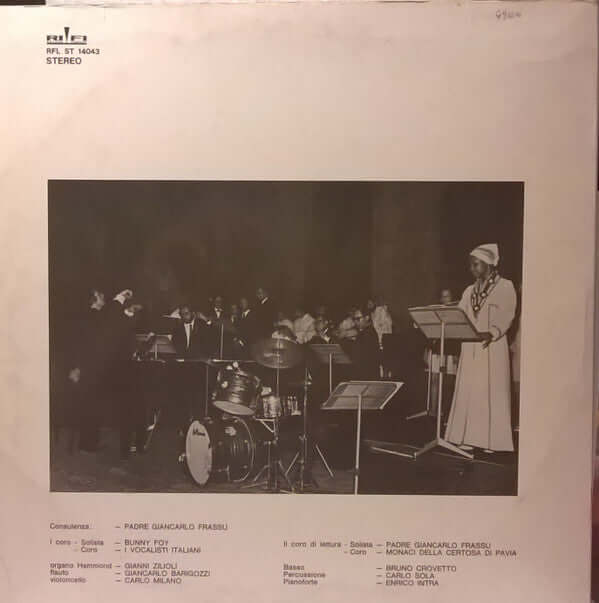 RI-FI
RFL ST 14043
STEREO
Consulenza: — PADRE GIANCARLO FRASSU
I coro - Solista — BUNNY FOY
- Coro — I VOCALISTI ITALIANI
organo Hammond — GIANNI ZILIOLI
flauto — GIANCARLO BARIGOZZI
violoncello — CARLO MILANO
II coro di lettura - Solista — PADRE GIANCARLO FRASSU
- Coro — MONACI DELLA CERTOSA DI PAVIA
Basso — BRUNO CROVETTO
Percussione — CARLO SOLA
Pianoforte — ENRICO INTRA